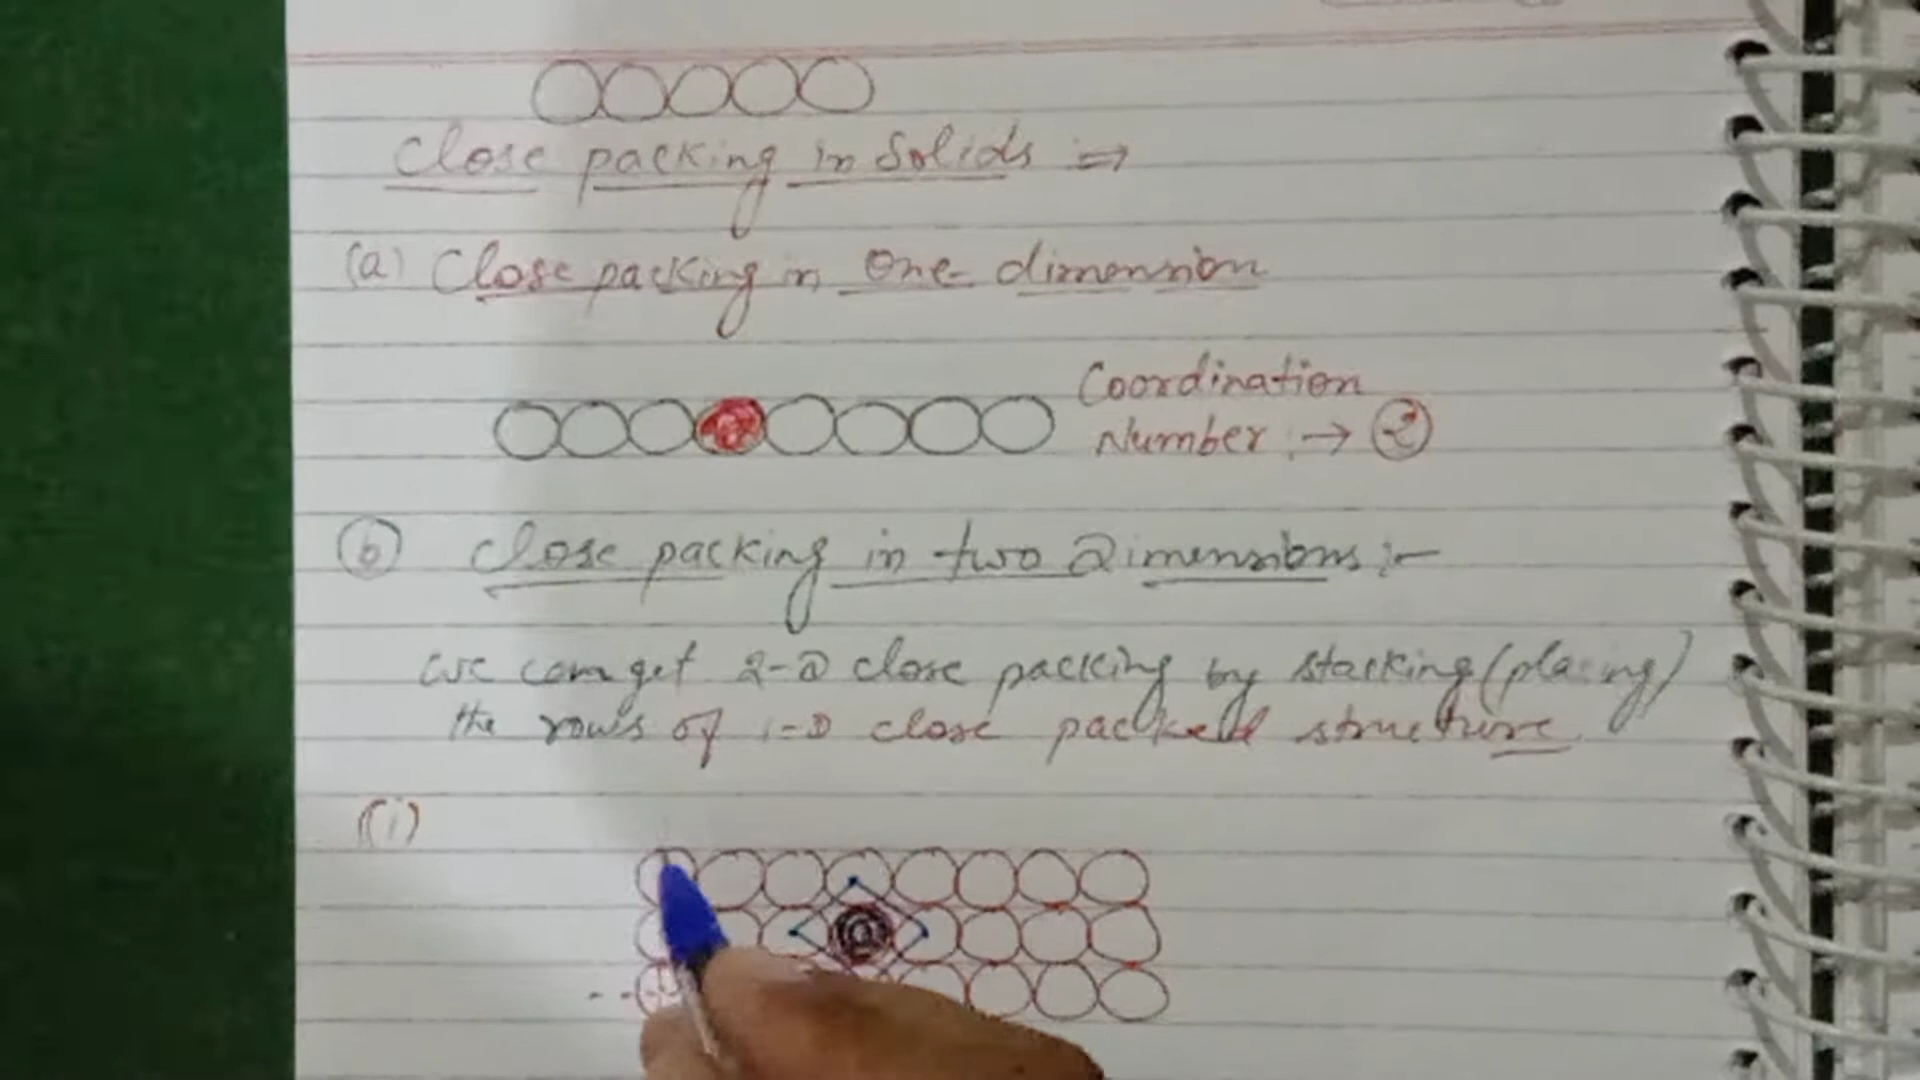 Close packing in Solids ⇒
(a) Close packing in One dimension
Coordination
Number :→ 2
(b) Close packing in two Dimensions :-
We can get 2-D close packing by stacking (placing)
the rows of 1-D close packed structure
(i)